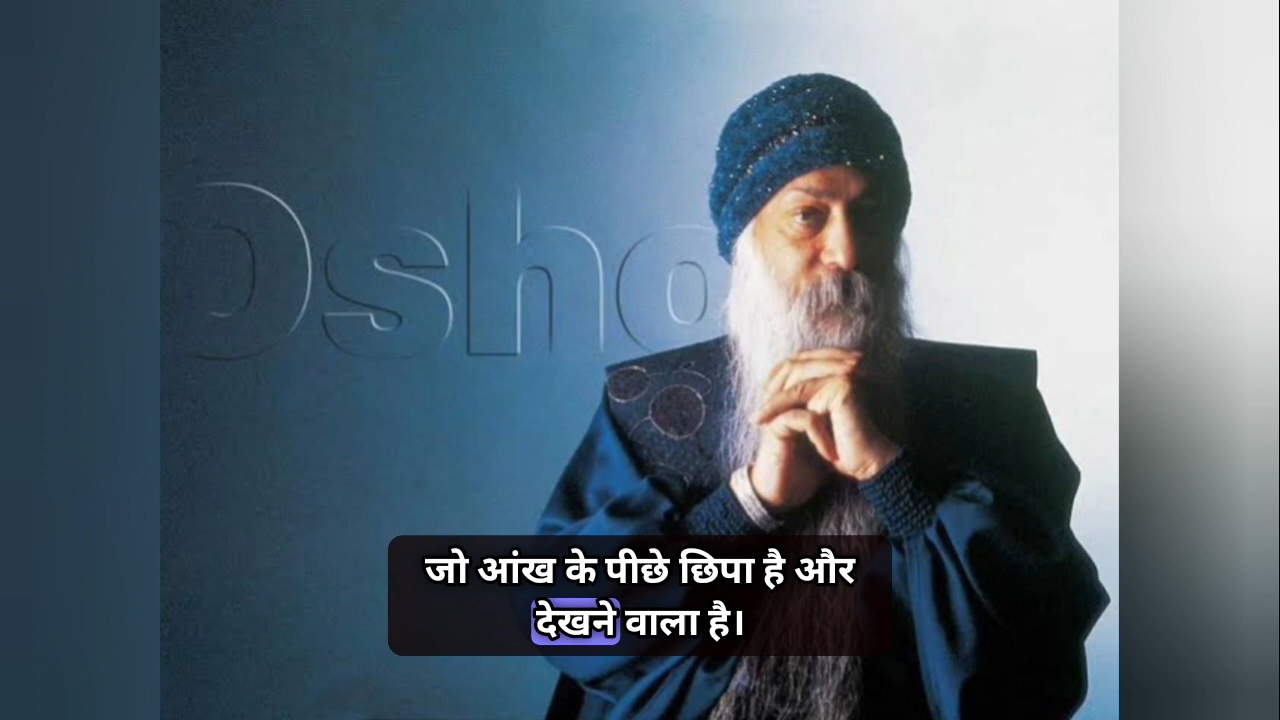 Osho
जो आंख के पीछे छिपा है और
देखने वाला है।